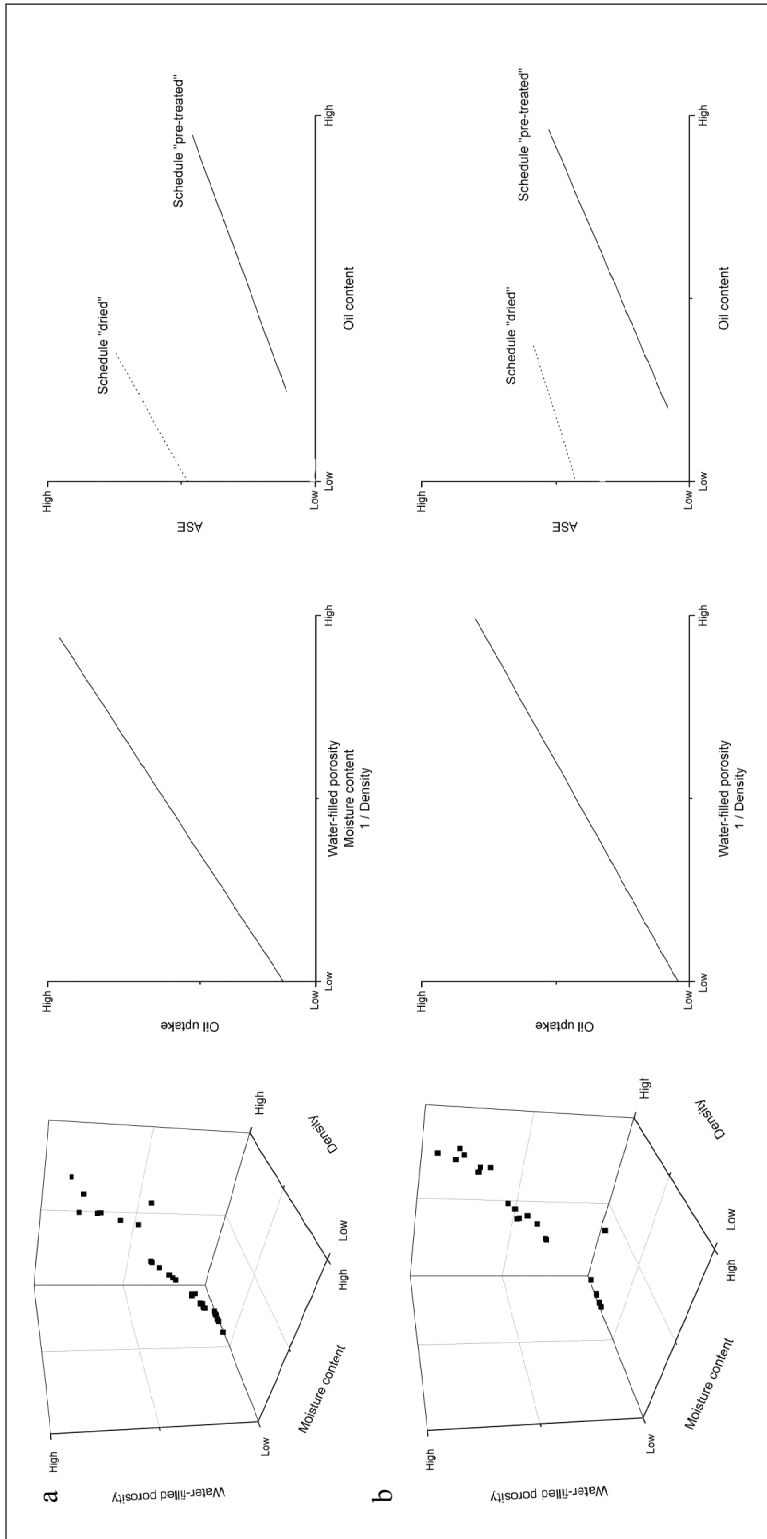 a
High
Water-filled porosity
Low
Moisture content
High
Low
Density
High
High
Oil uptake
Low
Low
High
Water-filled porosity
Moisture content
1 / Density
High
ASE
Low
Low
High
Oil content
Schedule "dried"
Schedule "pre-treated"
b
High
Water-filled porosity
Low
Moisture content
High
Low
Density
High
High
Oil uptake
Low
Low
High
Water-filled porosity
1 / Density
High
ASE
Low
Low
High
Oil content
Schedule "dried"
Schedule "pre-treated"